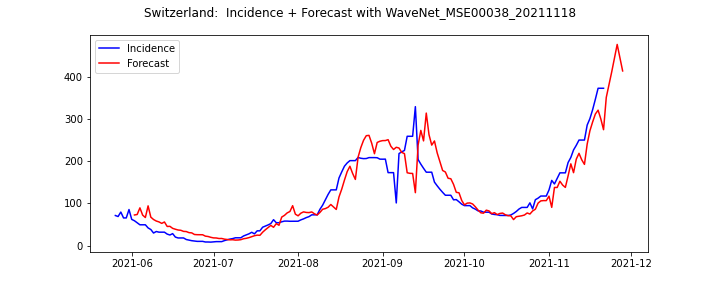 Switzerland:  Incidence + Forecast with WaveNet_MSE00038_20211118
Incidence
Forecast
400
300
200
100
0
2021-06 2021-07 2021-08 2021-09 2021-10 2021-11 2021-12